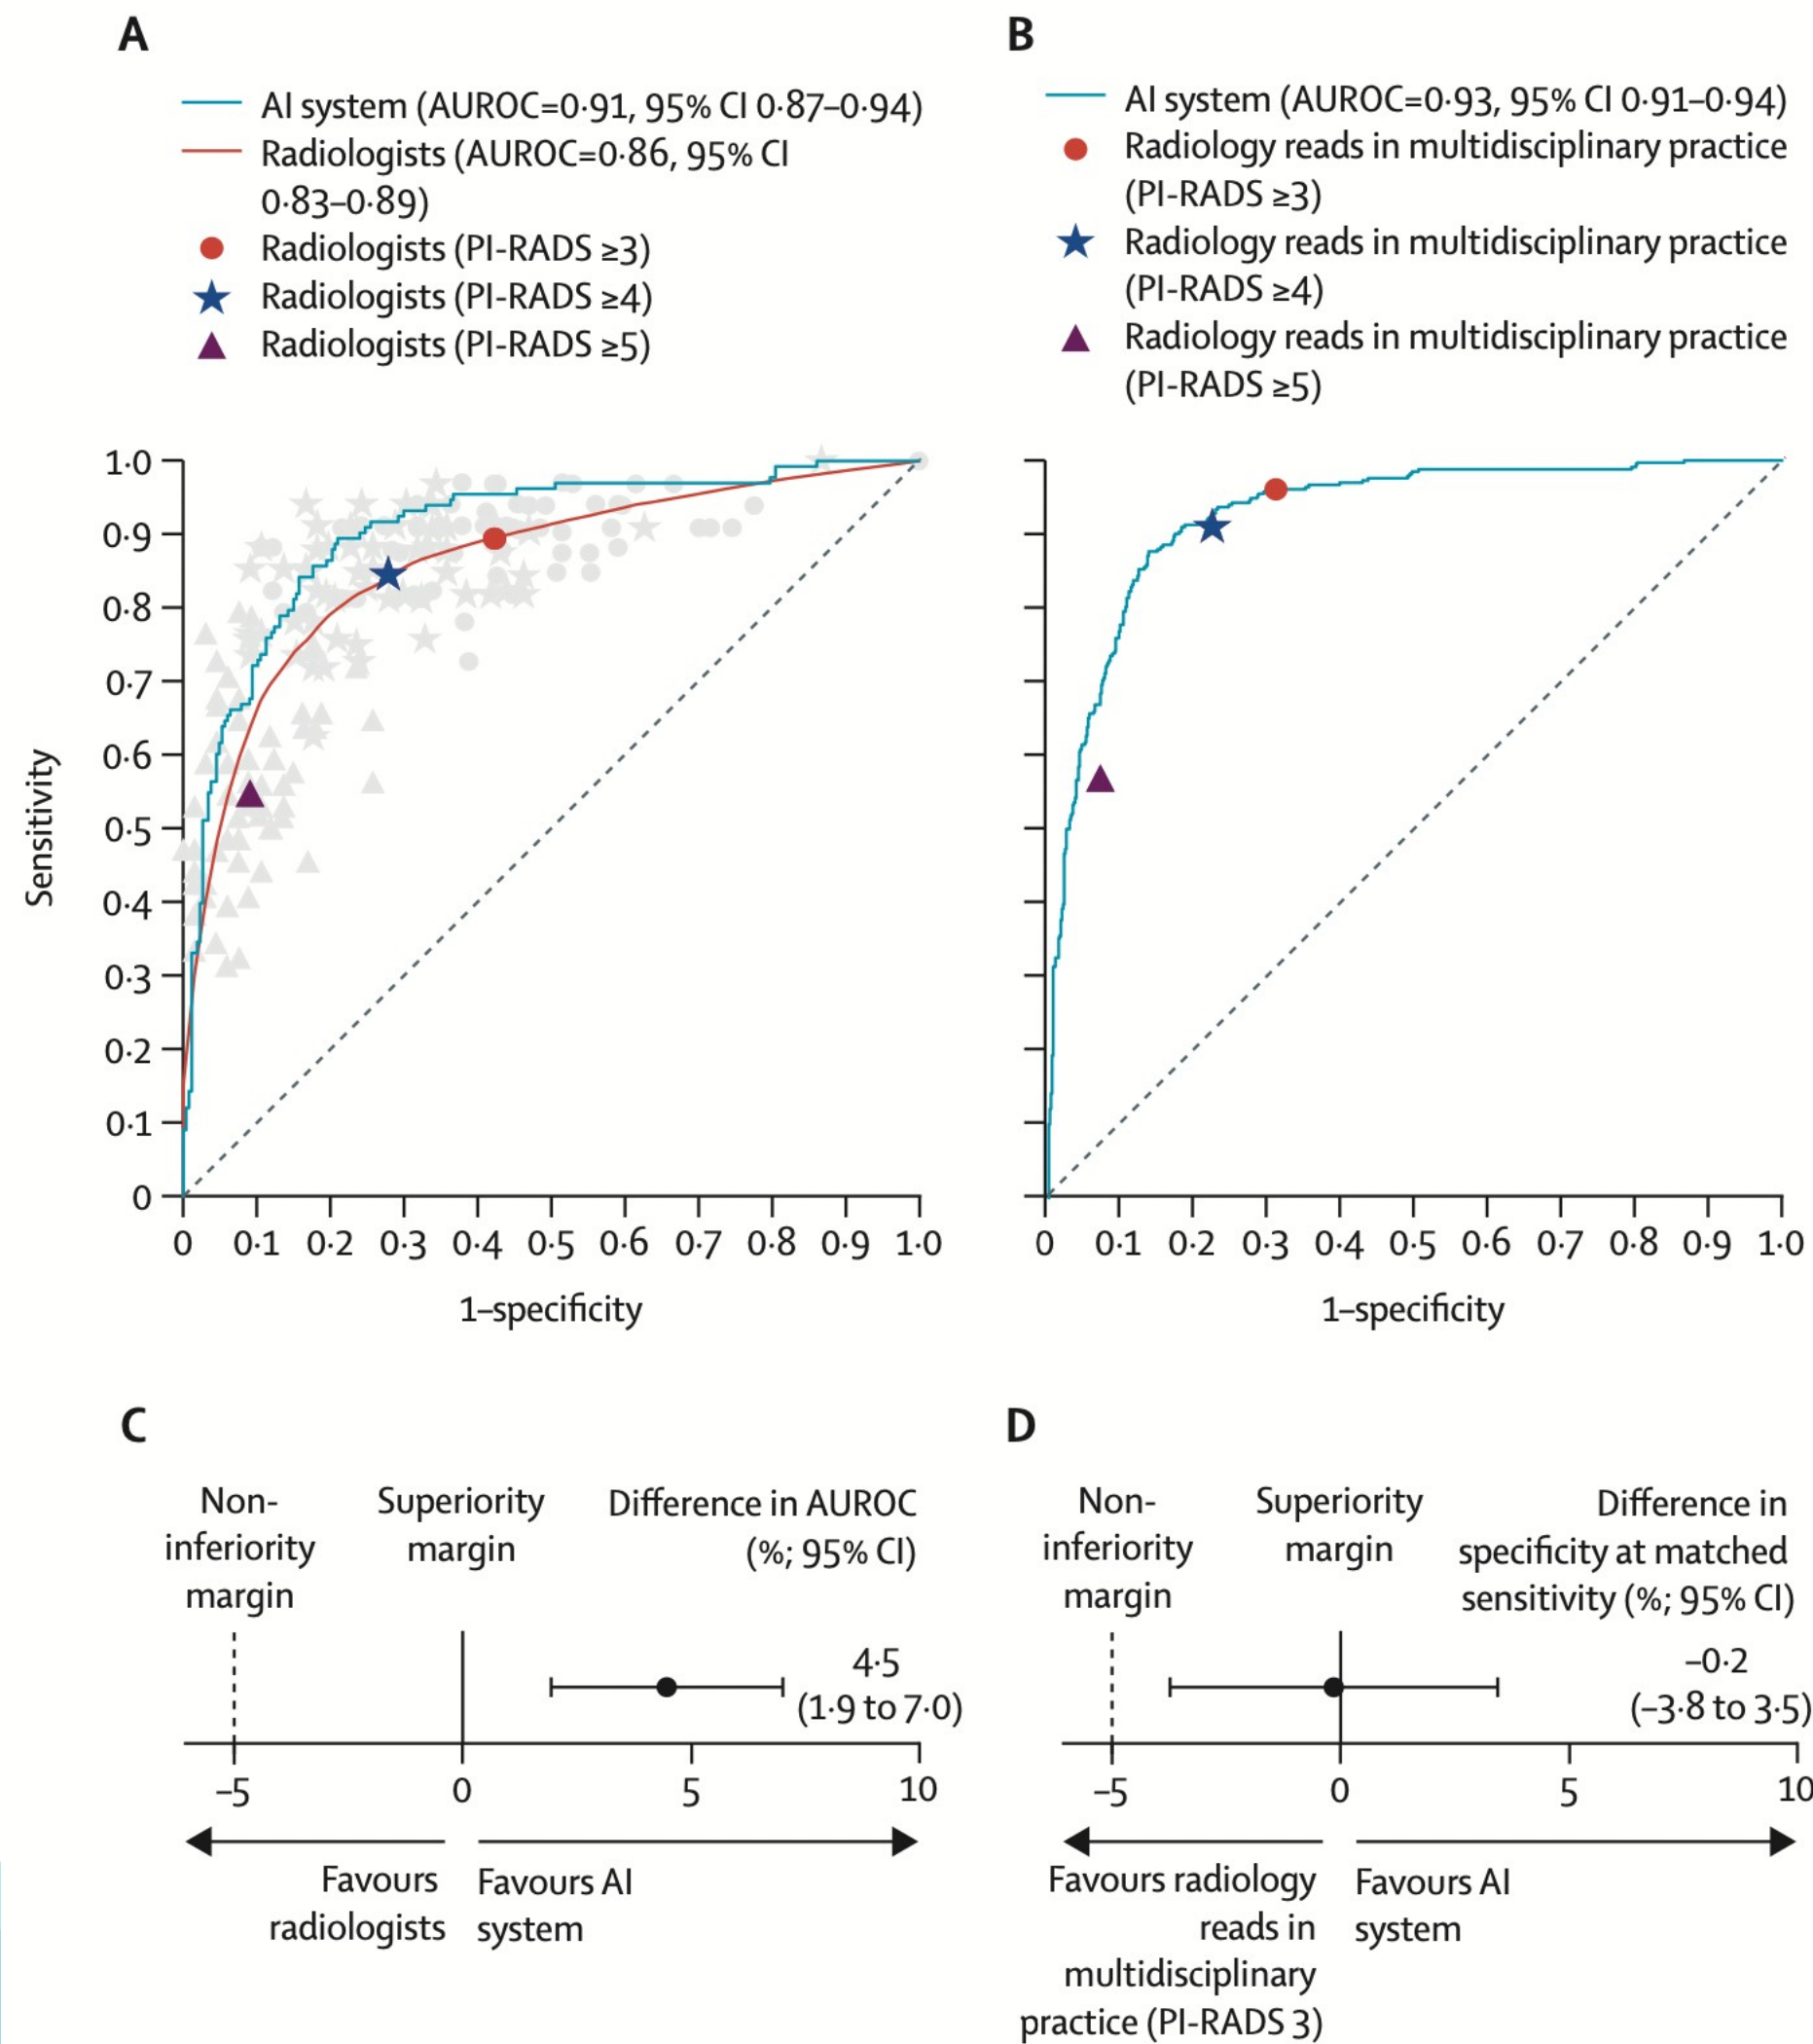 A
AI system (AUROC=0·91, 95% CI 0·87–0·94)
Radiologists (AUROC=0·86, 95% CI
0·83–0·89)
Radiologists (PI-RADS ≥3)
Radiologists (PI-RADS ≥4)
Radiologists (PI-RADS ≥5)
1·0
0·9
0·8
0·7
0·6
0·5
0·4
0·3
0·2
0·1
0
Sensitivity
0 0·1 0·2 0·3 0·4 0·5 0·6 0·7 0·8 0·9 1·0
1–specificity
B
AI system (AUROC=0·93, 95% CI 0·91–0·94)
Radiology reads in multidisciplinary practice
(PI-RADS ≥3)
Radiology reads in multidisciplinary practice
(PI-RADS ≥4)
Radiology reads in multidisciplinary practice
(PI-RADS ≥5)
0 0·1 0·2 0·3 0·4 0·5 0·6 0·7 0·8 0·9 1·0
1–specificity
C
Non-
inferiority
margin
Superiority
margin
Difference in AUROC
(%; 95% CI)
4·5
(1·9 to 7·0)
–5 0 5 10
Favours
radiologists
Favours AI
system
D
Non-
inferiority
margin
Superiority
margin
Difference in
specificity at matched
sensitivity (%; 95% CI)
–0·2
(–3·8 to 3·5)
–5 0 5 10
Favours radiology
reads in
multidisciplinary
practice (PI-RADS 3)
Favours AI
system